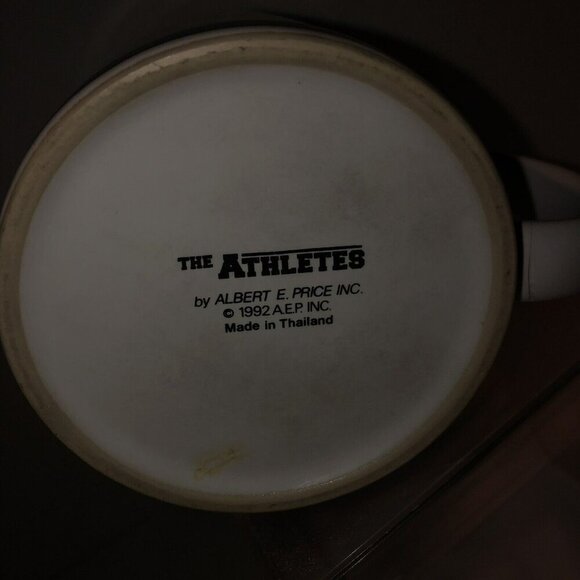 THE ATHLETES
by ALBERT E. PRICE INC.
© 1992 A.E.P. INC.
Made in Thailand